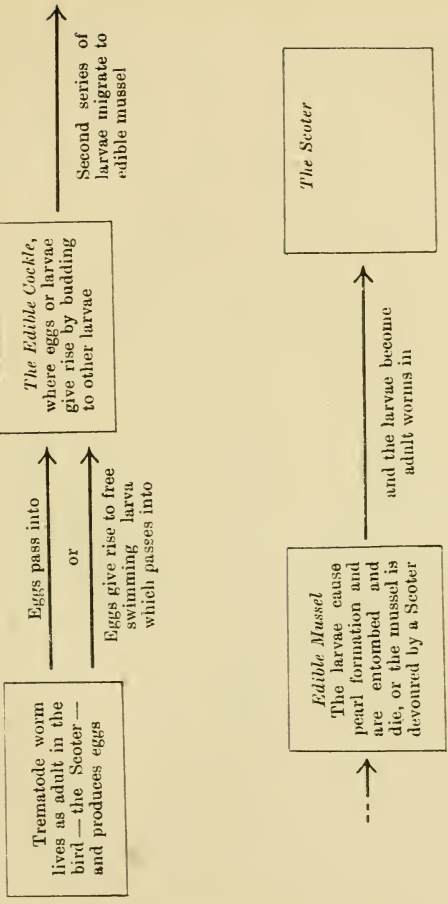 Trematode worm
lives as adult in the
bird — the Scoter —
and produces eggs
Eggs pass into
or
Eggs give rise to free
swimming larva
which passes into
The Edible Cockle,
where eggs or larvae
give rise by budding
to other larvae
Second series of
larvae migrate to
edible mussel
Edible Mussel
The larvae cause
pearl formation and
are entombed and
die, or the mussel is
devoured by a Scoter
and the larvae become
adult worms in
The Scoter